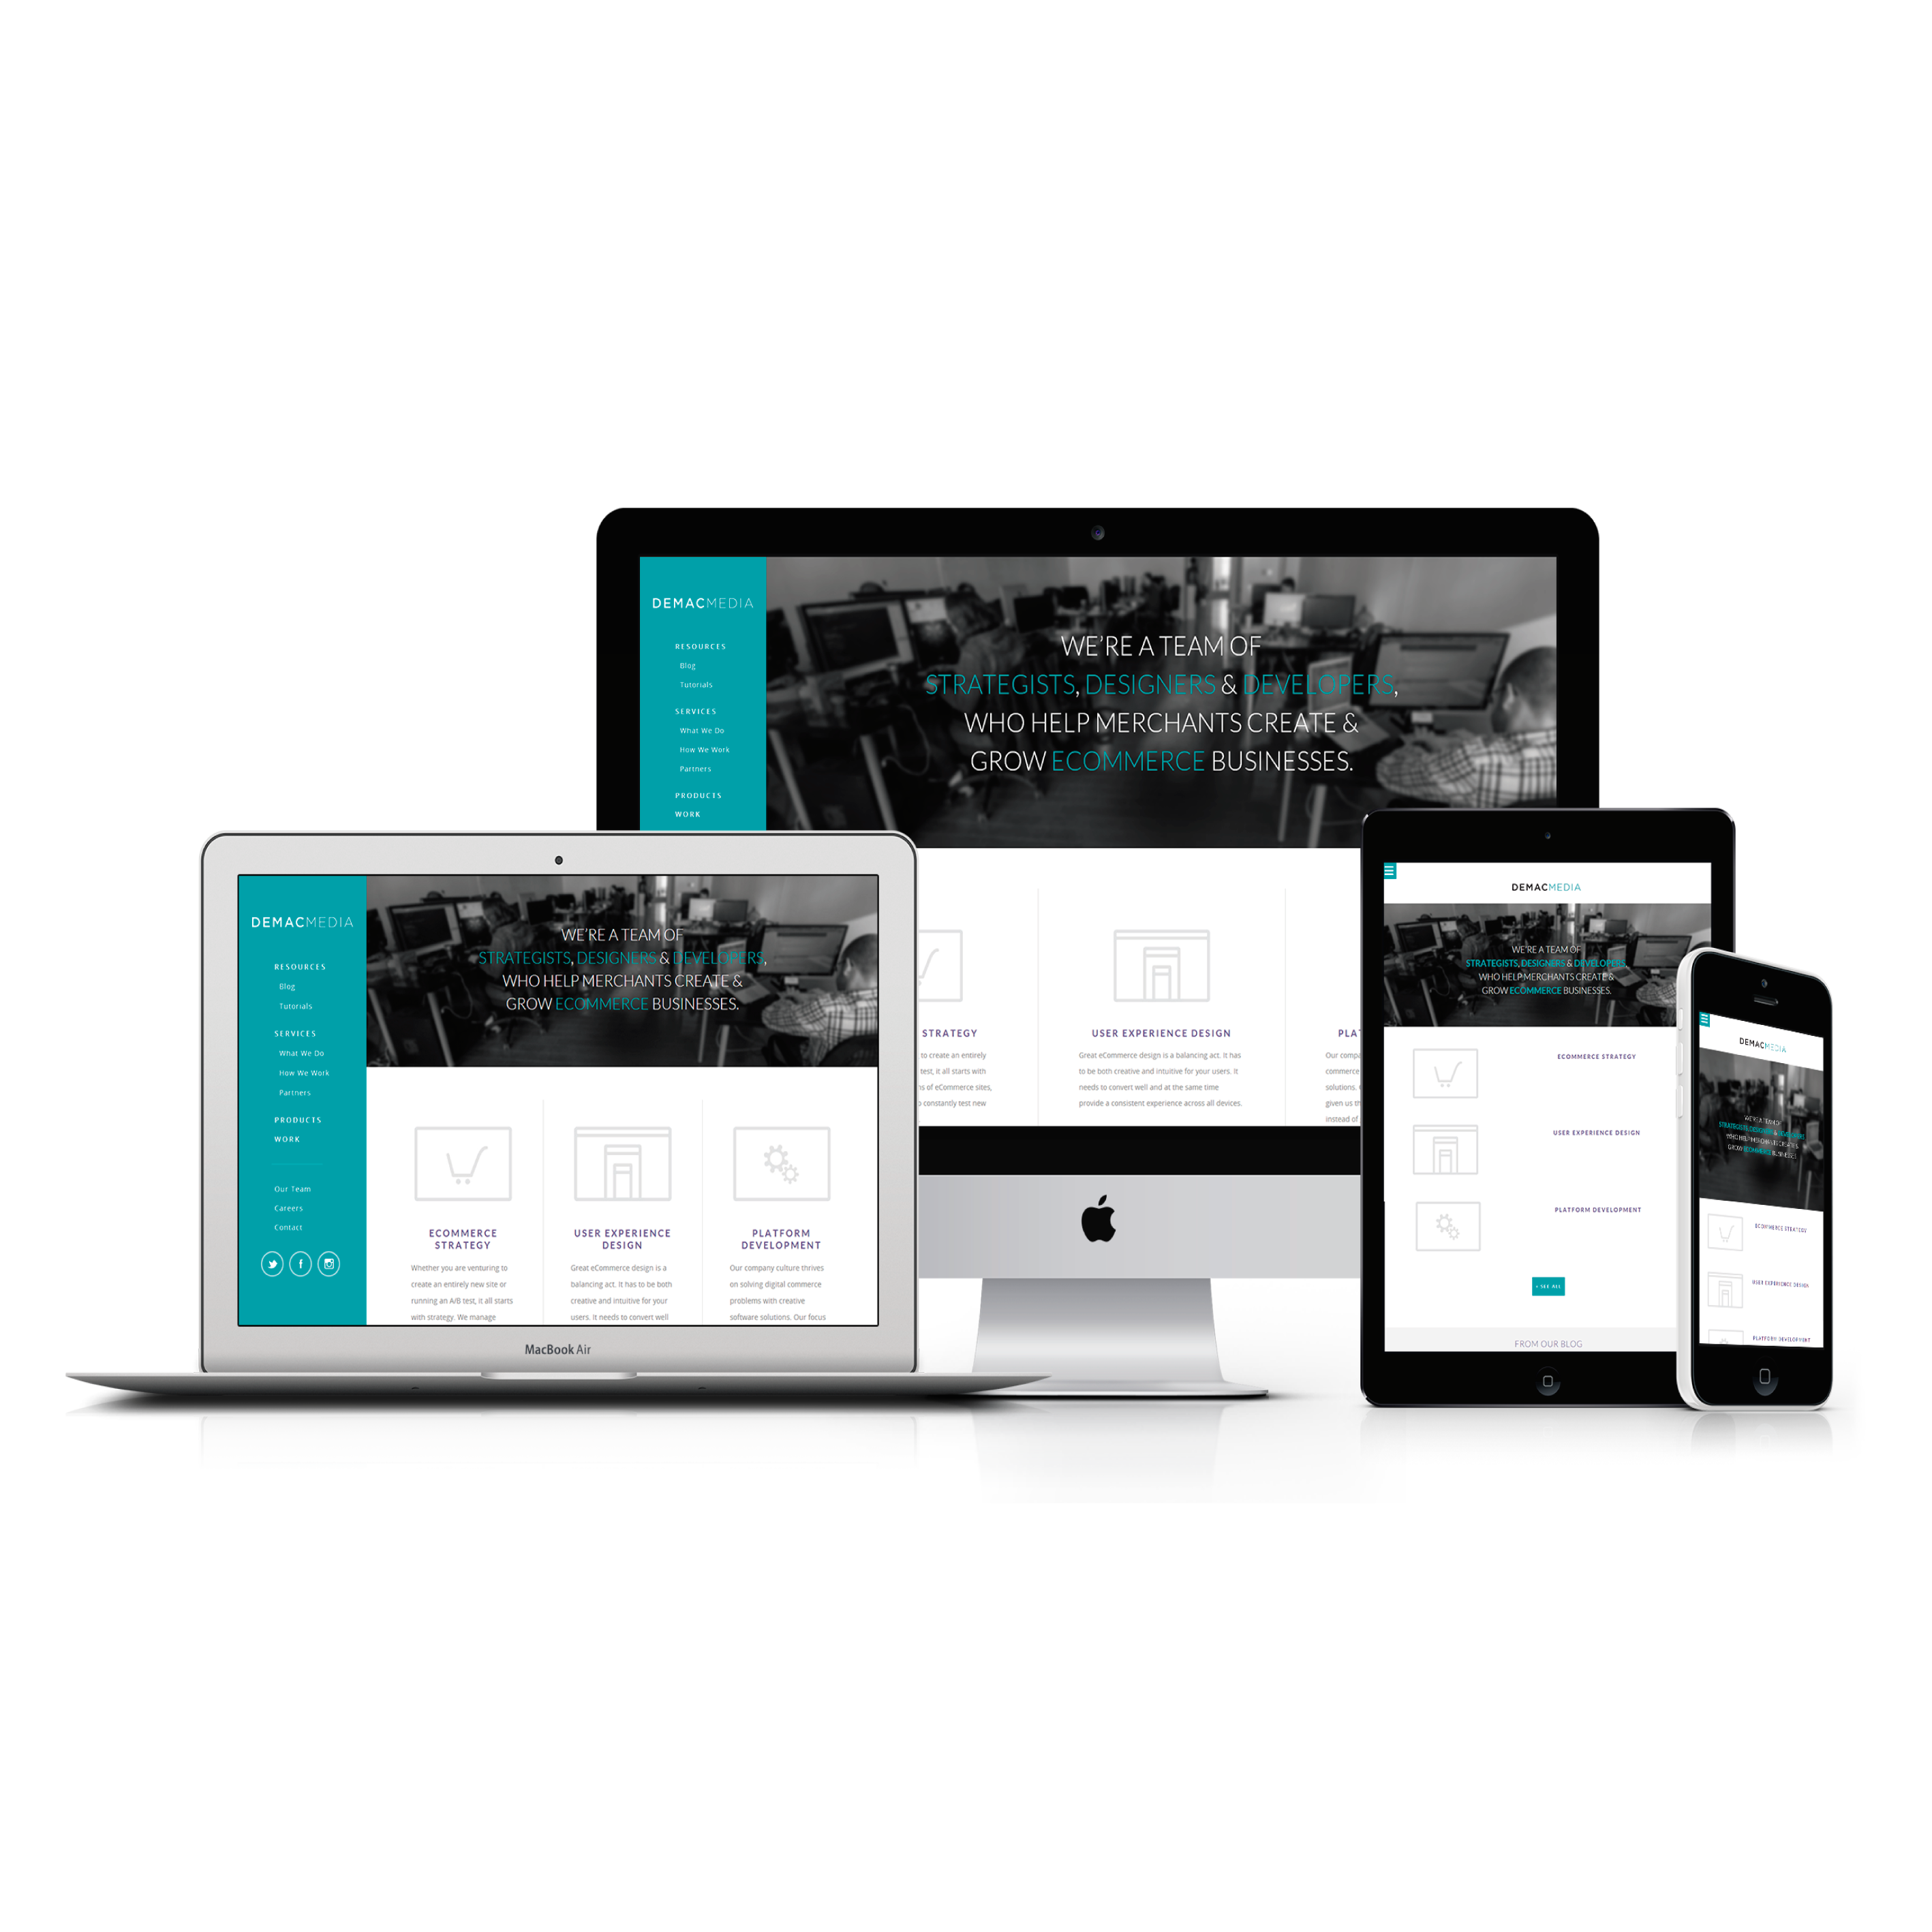 DEMACMEDIA
RESOURCES
Blog
Tutorials
SERVICES
What We Do
How We Work
Partners
PRODUCTS
WORK
WE'RE A TEAM OF
STRATEGISTS, DESIGNERS & DEVELOPERS,
WHO HELP MERCHANTS CREATE &
GROW ECOMMERCE BUSINESSES.
STRATEGY
to create an entirely
test, it all starts with
of eCommerce sites,
constantly test new
USER EXPERIENCE DESIGN
Great eCommerce design is a balancing act. It has
to be both creative and intuitive for your users. It
needs to convert well and at the same time
provide a consistent experience across all devices.
PLA
Our compa
commerce
solutions.
given us th
instead of
DEMACMEDIA
RESOURCES
Blog
Tutorials
SERVICES
What We Do
How We Work
Partners
PRODUCTS
WORK
Our Team
Careers
Contact
WE'RE A TEAM OF
STRATEGISTS, DESIGNERS & DEVELOPERS,
WHO HELP MERCHANTS CREATE &
GROW ECOMMERCE BUSINESSES.
ECOMMERCE
STRATEGY
Whether you are venturing to
create an entirely new site or
running an A/B test, it all starts
with strategy. We manage
USER EXPERIENCE
DESIGN
Great eCommerce design is a
balancing act. It has to be both
creative and intuitive for your
users. It needs to convert well
PLATFORM
DEVELOPMENT
Our company culture thrives
on solving digital commerce
problems with creative
software solutions. Our focus
MacBook Air
DEMACMEDIA
WE'RE A TEAM OF
STRATEGISTS, DESIGNERS & DEVELOPERS,
WHO HELP MERCHANTS CREATE &
GROW ECOMMERCE BUSINESSES.
ECOMMERCE STRATEGY
USER EXPERIENCE DESIGN
PLATFORM DEVELOPMENT
+ SEE ALL
FROM OUR BLOG
DEMACMEDIA
WE'RE A TEAM OF
STRATEGISTS, DESIGNERS & DEVELOPERS
WHO HELP MERCHANTS CREATE &
GROW ECOMMERCE BUSINESSES.
ECOMMERCE STRATEGY
USER EXPERIENCE DESIGN
PLATFORM DEVELOPMENT